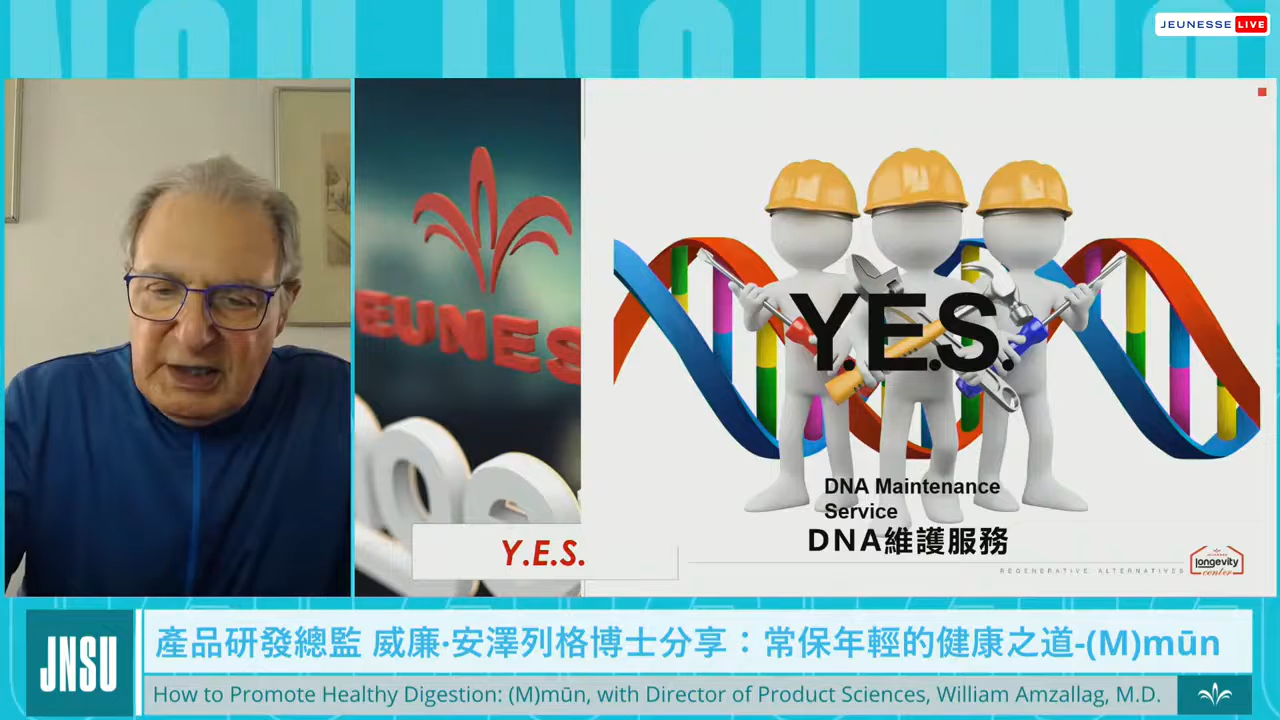 JEUNESSE LIVE
EUNES
Y.E.S.
Y.E.S.
DNA Maintenance
Service
DNA維護服務
REGENERATIVE ALTERNATIVES
JEUNESSE
longevity
center
JNSU
產品研發總監 威廉·安澤列格博士分享：常保年輕的健康之道-(M)mūn
How to Promote Healthy Digestion: (M)mūn, with Director of Product Sciences, William Amzallag, M.D.